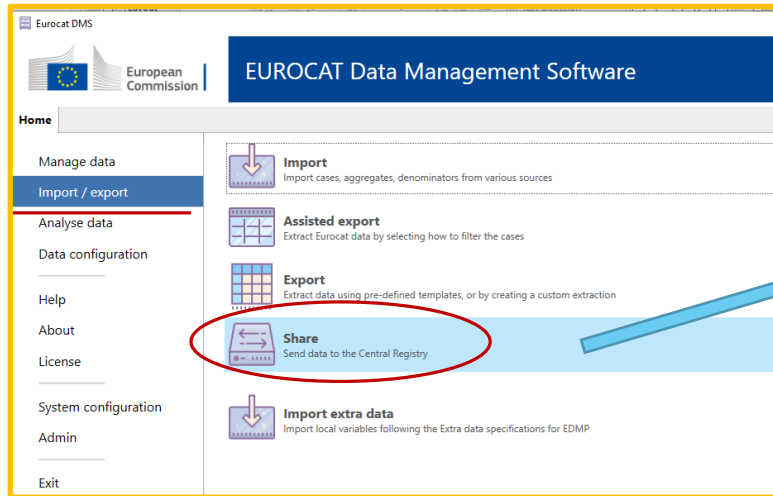 Eurocat DMS
European
Commission
EUROCAT Data Management Software
Home
Manage data
Import / export
Analyse data
Data configuration
Help
About
License
System configuration
Admin
Exit
Import
Import cases, aggregates, denominators from various sources
Assisted export
Extract Eurocat data by selecting how to filter the cases
Export
Extract data using pre-defined templates, or by creating a custom extraction
Share
Send data to the Central Registry
Import extra data
Import local variables following the Extra data specifications for EDMP